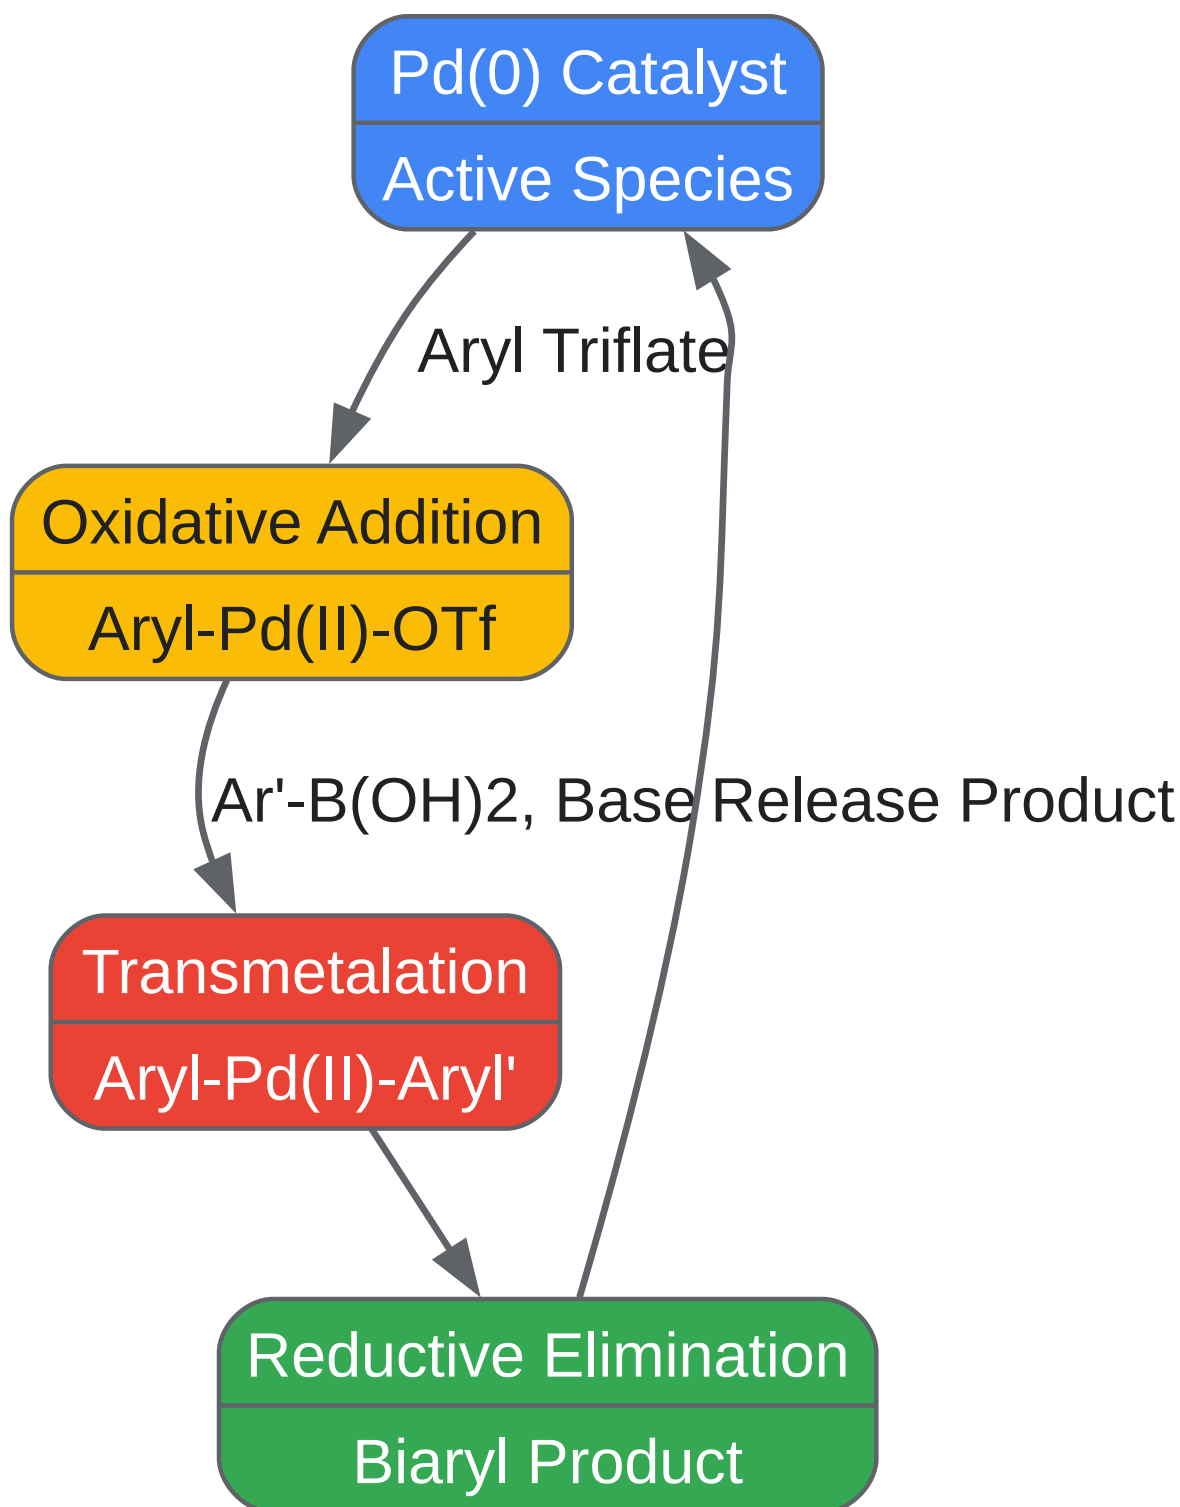 Pd(0) Catalyst
Active Species
Aryl Triflate
Oxidative Addition
Aryl-Pd(II)-OTf
Ar'-B(OH)2, Base
Release Product
Transmetalation
Aryl-Pd(II)-Aryl'
Reductive Elimination
Biaryl Product